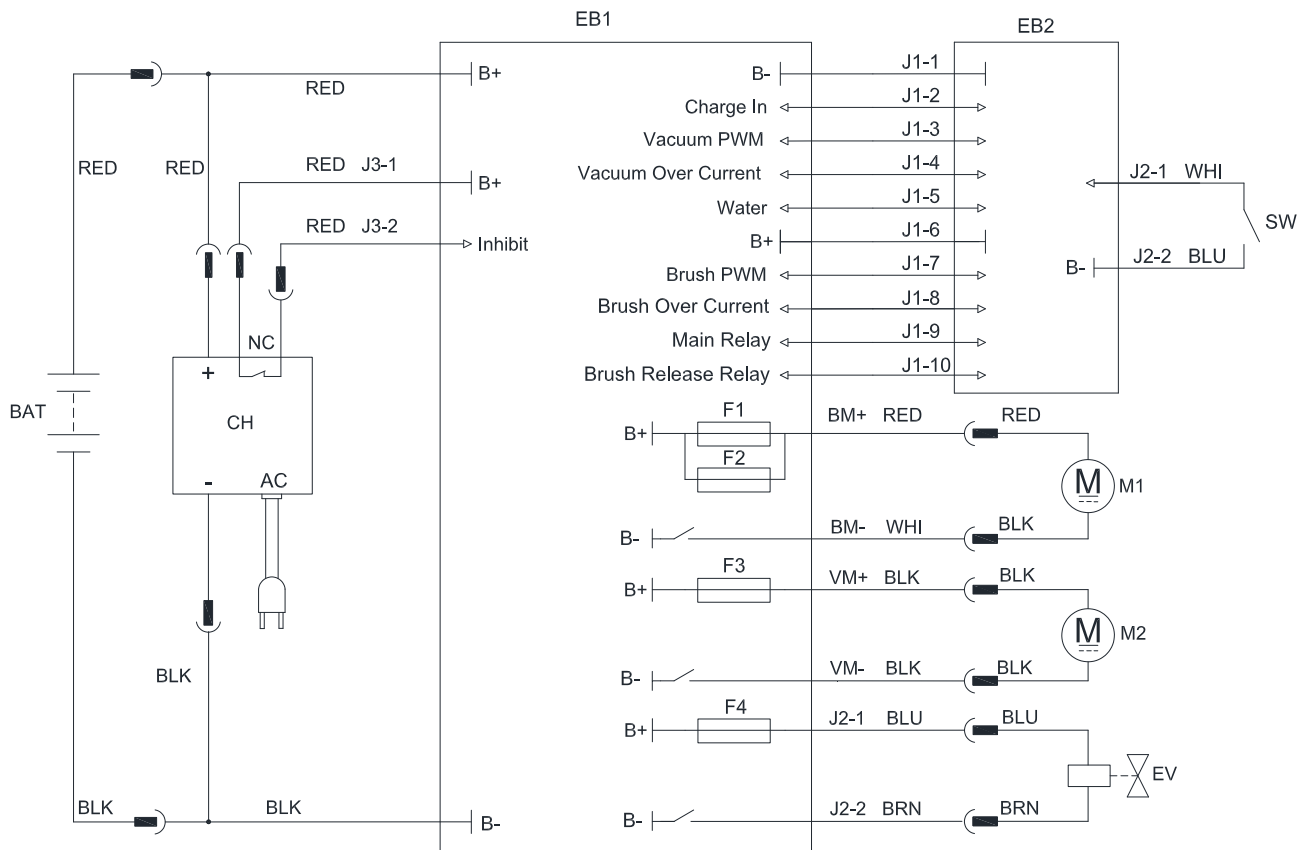 EB1
EB2
RED
B+
B-
J1-1
Charge In
J1-2
Vacuum PWM
J1-3
RED
RED
RED J3-1
B+
Vacuum Over Current
J1-4
J2-1 WHI
Water
J1-5
SW
RED J3-2
Inhibit
B+
J1-6
B-
J2-2 BLU
Brush PWM
J1-7
Brush Over Current
J1-8
NC
Main Relay
J1-9
+
Brush Release Relay
J1-10
BAT
CH
F1
BM+ RED
RED
B+
F2
-
AC
M
M1
B-
BM- WHI
BLK
F3
B+
VM+ BLK
BLK
M
M2
BLK
B-
VM- BLK
BLK
F4
B+
J2-1 BLU
BLU
EV
BLK
BLK
B-
B-
J2-2 BRN
BRN